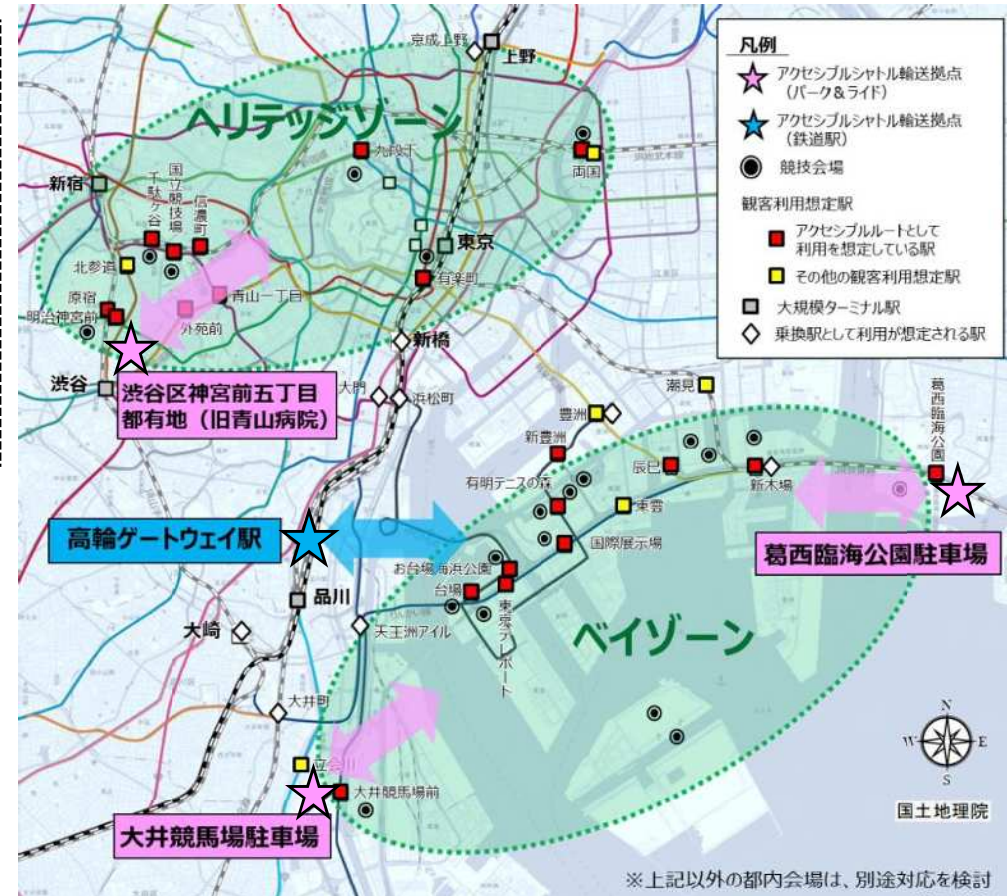 凡例
アクセシブルシャトル輸送拠点
(パーク&ライド)
アクセシブルシャトル輸送拠点
(鉄道駅)
競技会場
観客利用想定駅
アクセシブルルートとして
利用を想定している駅
その他の観客利用想定駅
大規模ターミナル駅
乗換駅として利用が想定される駅
京成上野
上野
ヘリテッジゾーン
九段下
両国
新宿
千駄ヶ谷
国立競技場
信濃町
東京
北参道
有楽町
原宿
明治神宮前
青山一丁目
外苑前
新橋
渋谷
渋谷区神宮前五丁目
都有地(旧青山病院)
大門
浜松町
潮見
葛西臨海公園
豊洲
新豊洲
辰巳
新木場
有明テニスの森
東雲
高輪ゲートウェイ駅
国際展示場
葛西臨海公園駐車場
お台場海浜公園
台場
東京テレポート
品川
大崎
天王洲アイル
ベイゾーン
大井町
立会川
大井競馬場前
大井競馬場駐車場
N
W
E
S
国土地理院
※上記以外の都内会場は、別途対応を検討